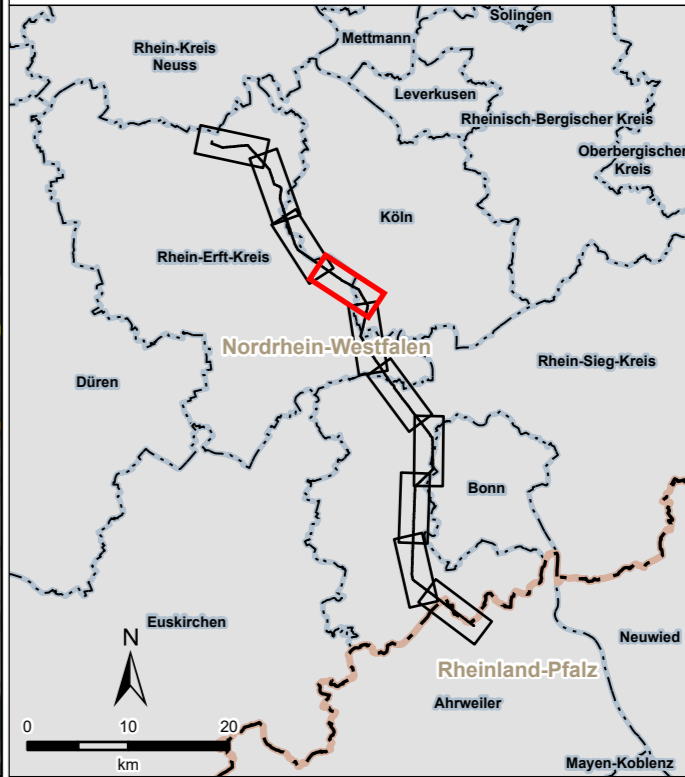 Solingen
Mettmann
Rhein-Kreis
Neuss
Leverkusen
Rheinisch-Bergischer Kreis
Oberbergischer
Kreis
Köln
Rhein-Erft-Kreis
Nordrhein-Westfalen
Rhein-Sieg-Kreis
Düren
Bonn
Euskirchen
Neuwied
N
Rheinland-Pfalz
Ahrweiler
0 10 20
km
Mayen-Koblenz